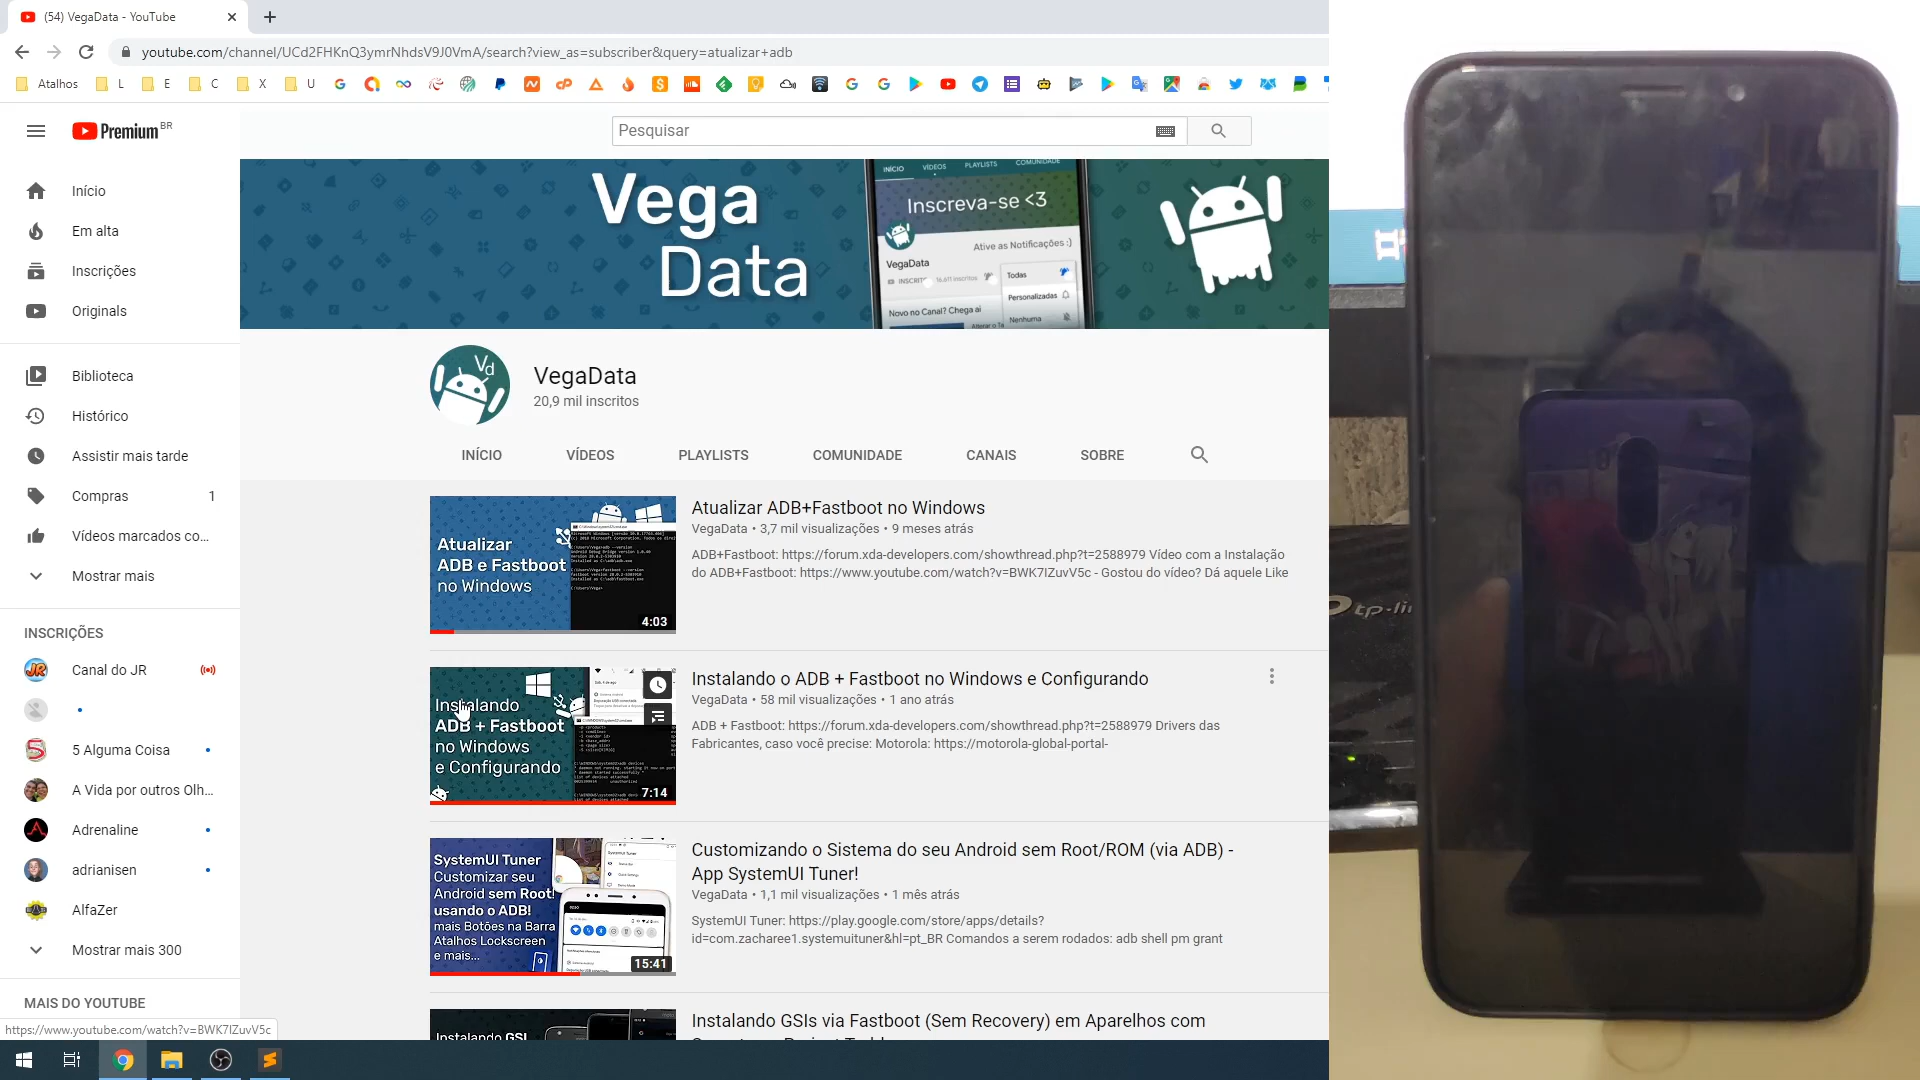 (54) VegaData - YouTube
youtube.com/channel/UCd2FHKnQ3ymrNhdsV9J0VmA/search?view_as=subscriber&query=atualizar+adb
Atalhos
L
E
C
X
U
Premium BR
Pesquisar
Início
Em alta
Inscrições
Originals
Biblioteca
Histórico
Assistir mais tarde
Compras 1
Vídeos marcados co...
Mostrar mais
INSCRIÇÕES
Canal do JR
5 Alguma Coisa
A Vida por outros Olh...
Adrenaline
adrianisen
AlfaZer
Mostrar mais 300
MAIS DO YOUTUBE
https://www.youtube.com/watch?v=BWK7IZuvV5c
Vega
Data
INÍCIO VÍDEOS PLAYLISTS COMUNIDADE
Inscreva-se <3
Ative as Notificações :)
VegaData
Todas
Personalizadas
Nenhuma
Novo no Canal? Chega aí
Vd
VegaData
20,9 mil inscritos
INÍCIO VÍDEOS PLAYLISTS COMUNIDADE CANAIS SOBRE
Atualizar
ADB e Fastboot
no Windows
4:03
Atualizar ADB+Fastboot no Windows
VegaData • 3,7 mil visualizações • 9 meses atrás
ADB+Fastboot: https://forum.xda-developers.com/showthread.php?t=2588979 Vídeo com a Instalação
do ADB+Fastboot: https://www.youtube.com/watch?v=BWK7IZuvV5c - Gostou do vídeo? Dá aquele Like
Instalando
ADB + Fastboot
no Windows
e Configurando
7:14
Instalando o ADB + Fastboot no Windows e Configurando
VegaData • 58 mil visualizações • 1 ano atrás
ADB + Fastboot: https://forum.xda-developers.com/showthread.php?t=2588979 Drivers das
Fabricantes, caso você precise: Motorola: https://motorola-global-portal-
SystemUI Tuner
Customizar seu
Android sem Root!
usando o ADB!
mais Botões na Barra
Atalhos Lockscreen
e mais...
15:41
Customizando o Sistema do seu Android sem Root/ROM (via ADB) -
App SystemUI Tuner!
VegaData • 1,1 mil visualizações • 1 mês atrás
SystemUI Tuner: https://play.google.com/store/apps/details?
id=com.zacharee1.systemuituner&hl=pt_BR Comandos a serem rodados: adb shell pm grant
Instalando GSI
Instalando GSIs via Fastboot (Sem Recovery) em Aparelhos com
tp-li